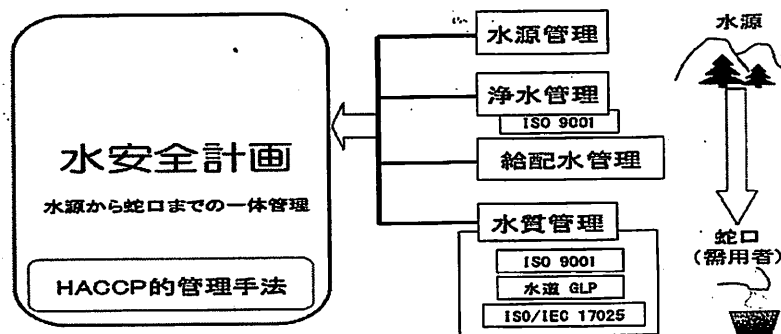 水安全計画
水源から蛇口までの一体管理
HACCP的管理手法
水源管理
浄水管理
ISO 9001
給配水管理
水質管理
ISO 9001
水道 GLP
ISO/IEC 17025
水源
蛇口
(需用者)